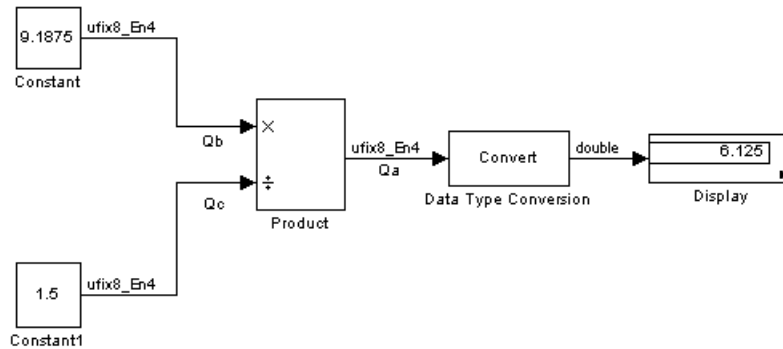 9.1875
ufix8_En4
Constant
Qb
×
÷
Qc
Product
ufix8_En4
Qa
Convert
Data Type Conversion
double
6.125
Display
1.5
ufix8_En4
Constant1